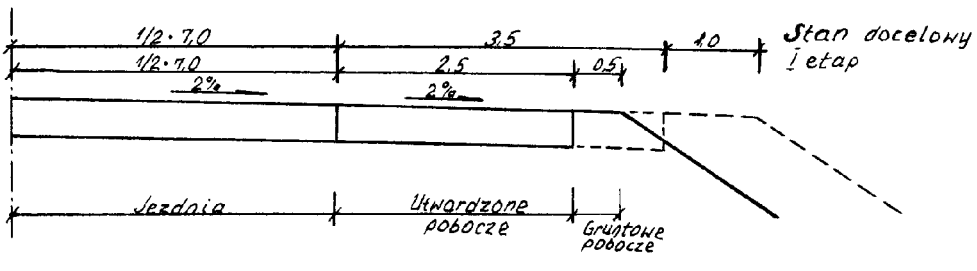 1/2·7,0
3,5
1,0
Stan docelowy
1/2·7,0
2,5
0,5
I etap
2%
2%
Jezdnia
Utwardzone
pobocze
Gruntowe
pobocze